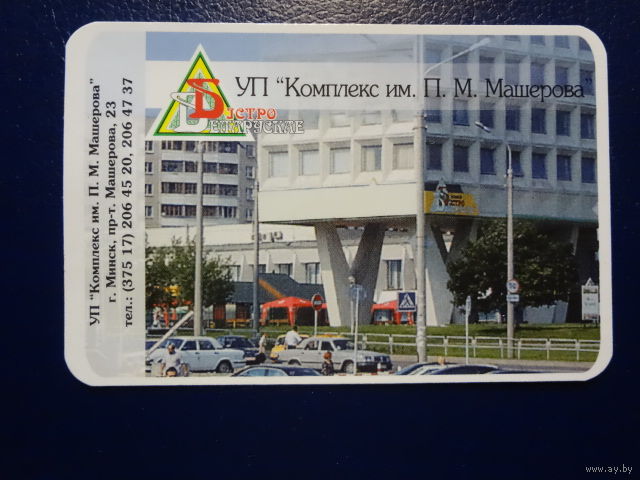 УП “Комплекс им. П. М. Машерова”
Бістро
Беларускае
УП “Комплекс им. П. М. Машерова”
г. Минск, пр-т. Машерова, 23
тел.: (375 17) 206 45 20, 206 47 37
www.ay.by